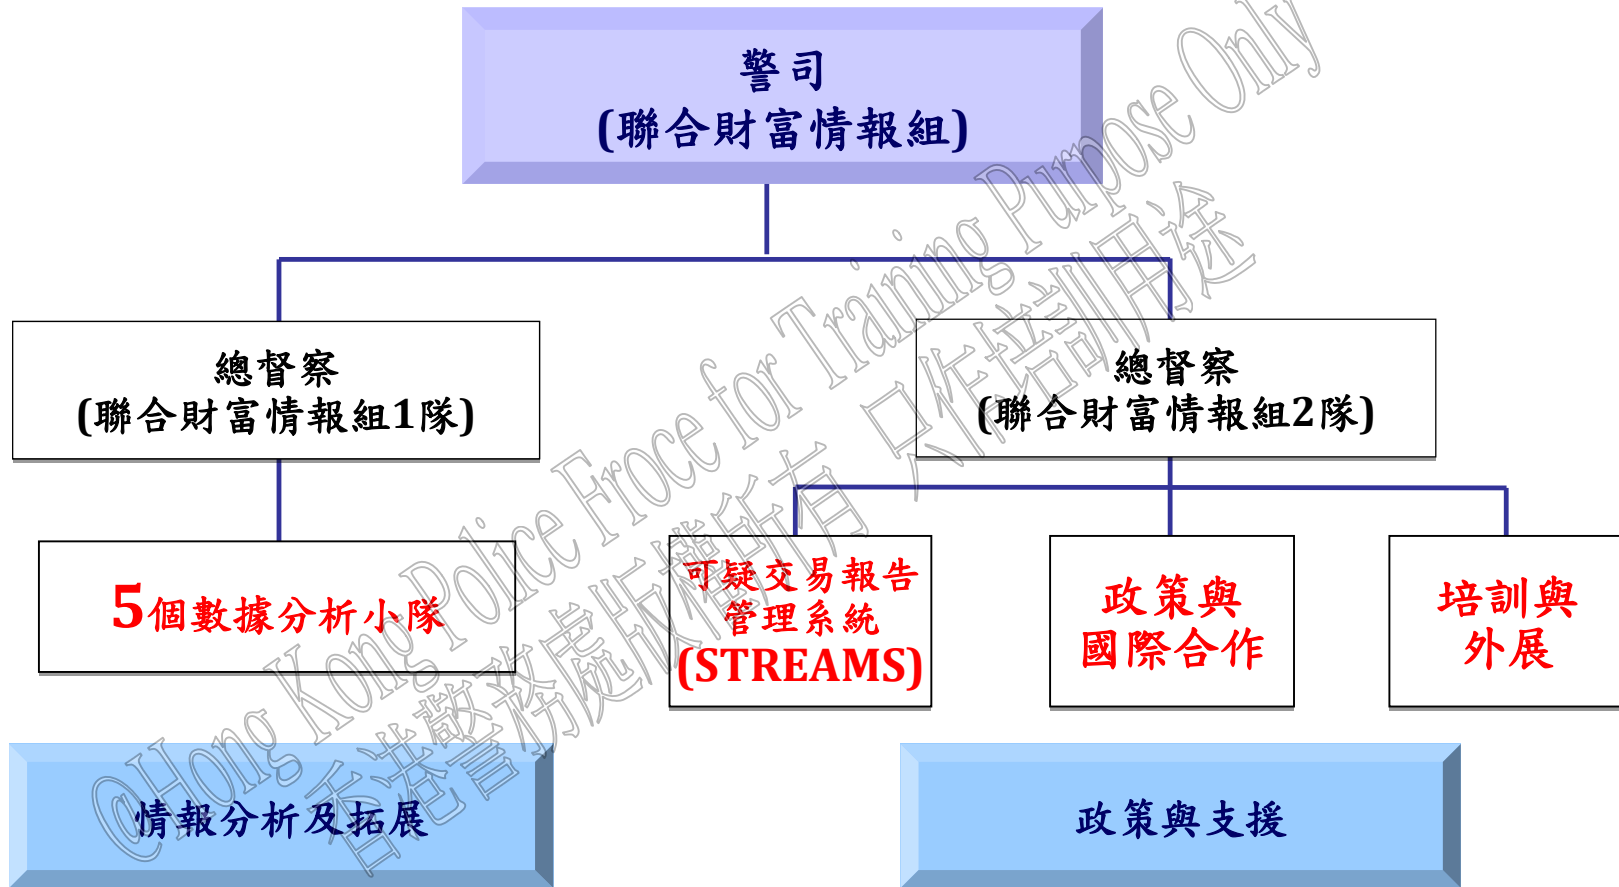 警司
(聯合財富情報組)
總督察
(聯合財富情報組1隊)
總督察
(聯合財富情報組2隊)
5個數據分析小隊
可疑交易報告
管理系統
(STREAMS)
政策與
國際合作
培訓與
外展
情報分析及拓展
政策與支援
@Hong Kong Police Froce for Training Purpose Only
香港警務處版權所有 只作培訓用途